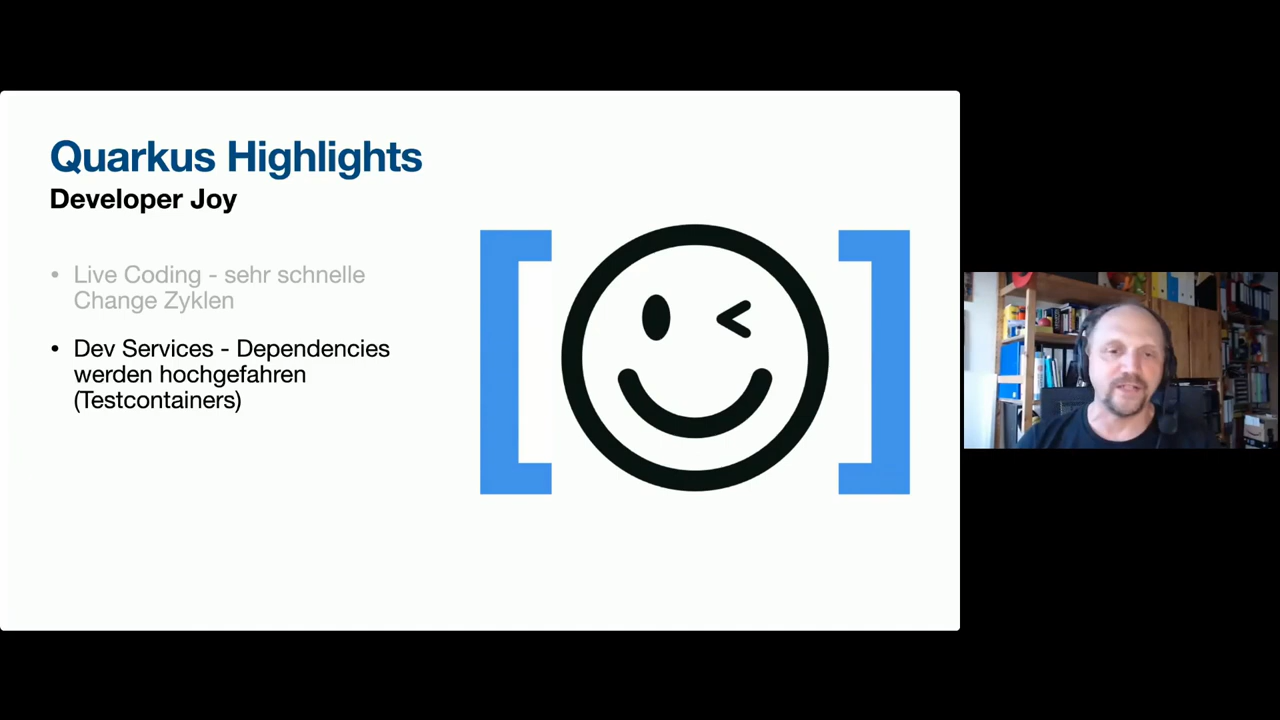 Quarkus Highlights
Developer Joy
• Live Coding - sehr schnelle
Change Zyklen
• Dev Services - Dependencies
werden hochgefahren
(Testcontainers)